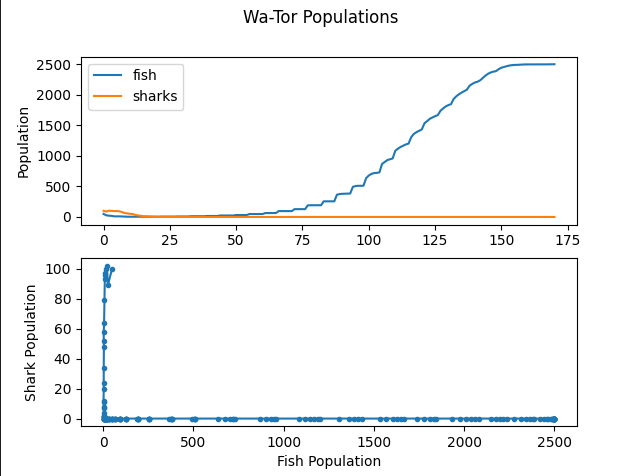 Wa-Tor Populations
Population
2500
2000
1500
1000
500
0
fish
sharks
0 25 50 75 100 125 150 175
Shark Population
100
80
60
40
20
0
0 500 1000 1500 2000 2500
Fish Population